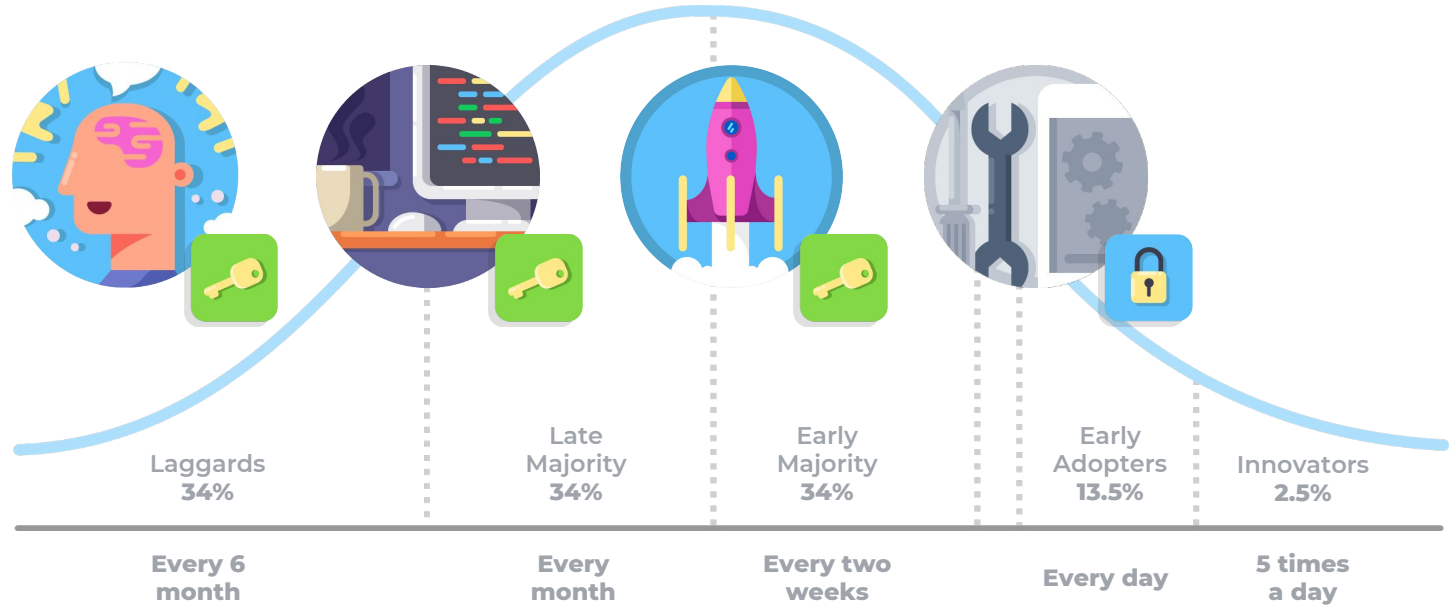 Laggards
34%
Late
Majority
34%
Early
Majority
34%
Early
Adopters
13.5%
Innovators
2.5%
Every 6
month
Every
month
Every two
weeks
Every day
5 times
a day